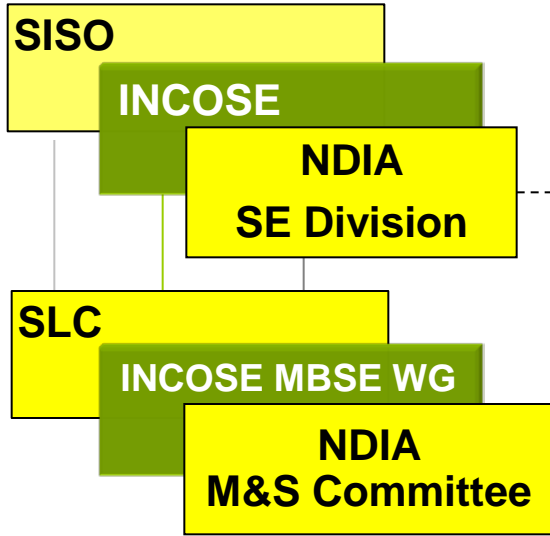 SISO
INCOSE
NDIA
SE Division
SLC
INCOSE MBSE WG
NDIA
M&S Committee